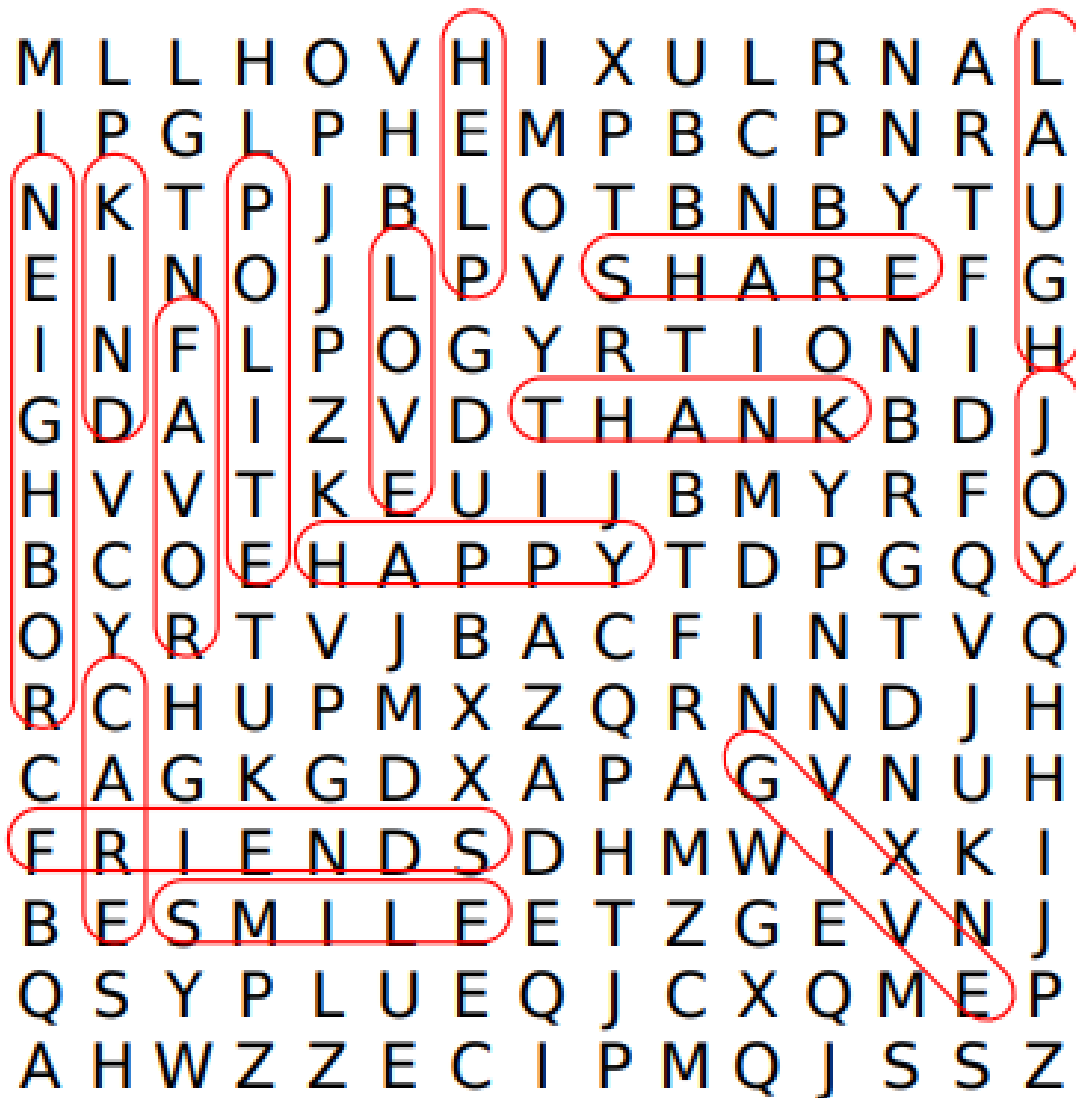 M L L H O V H I X U L R N A L
I P G L P H E M P B C P N R A
N K T P J B L O T B N B Y T U
E I N O J L P V S H A R E F G
I N F L P O G Y R T I O N I H
G D A I Z V D T H A N K B D J
H V V T K E U I J B M Y R F O
B C O E H A P P Y T D P G Q Y
O Y R T V J B A C F I N T V Q
R C H U P M X Z Q R N N D J H
C A G K G D X A P A G V N U H
F R I E N D S D H M W I X K I
B E S M I L E E T Z G E V N J
Q S Y P L U E Q J C X Q M E P
A H W Z Z E C I P M Q J S S Z